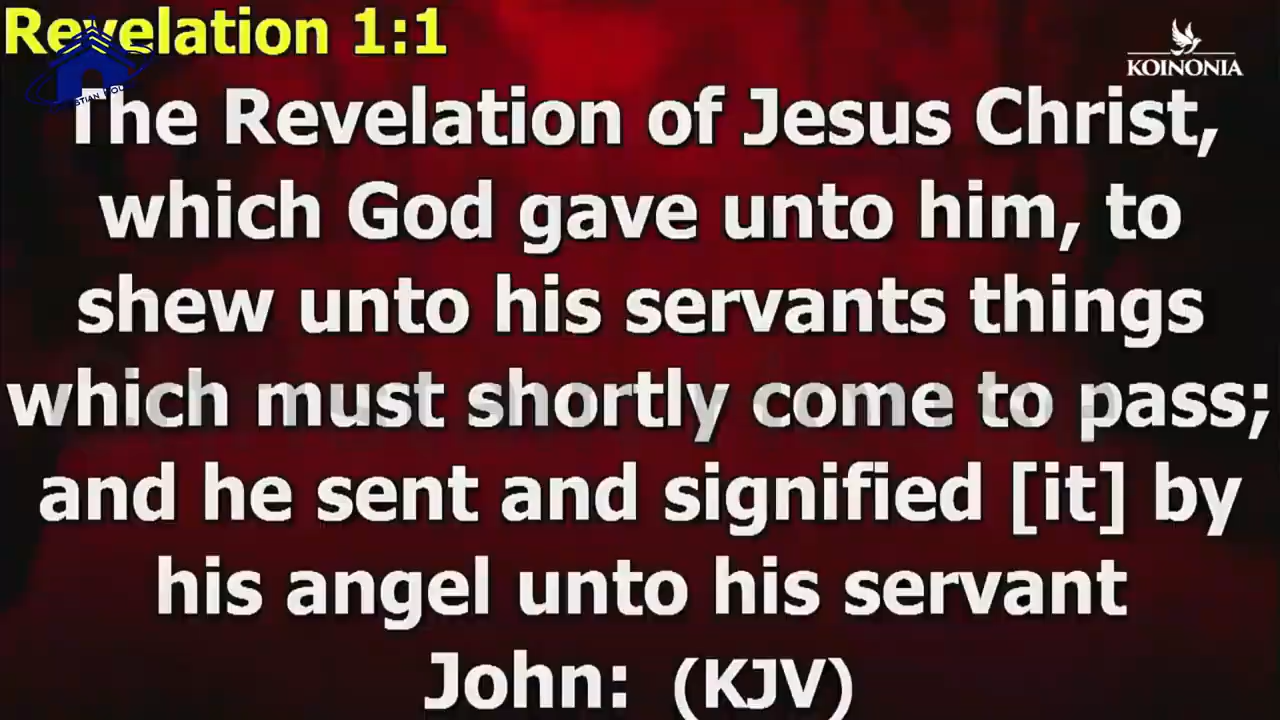 Revelation 1:1
KOINONIA
The Revelation of Jesus Christ,
which God gave unto him, to
shew unto his servants things
which must shortly come to pass;
and he sent and signified [it] by
his angel unto his servant
John: (KJV)